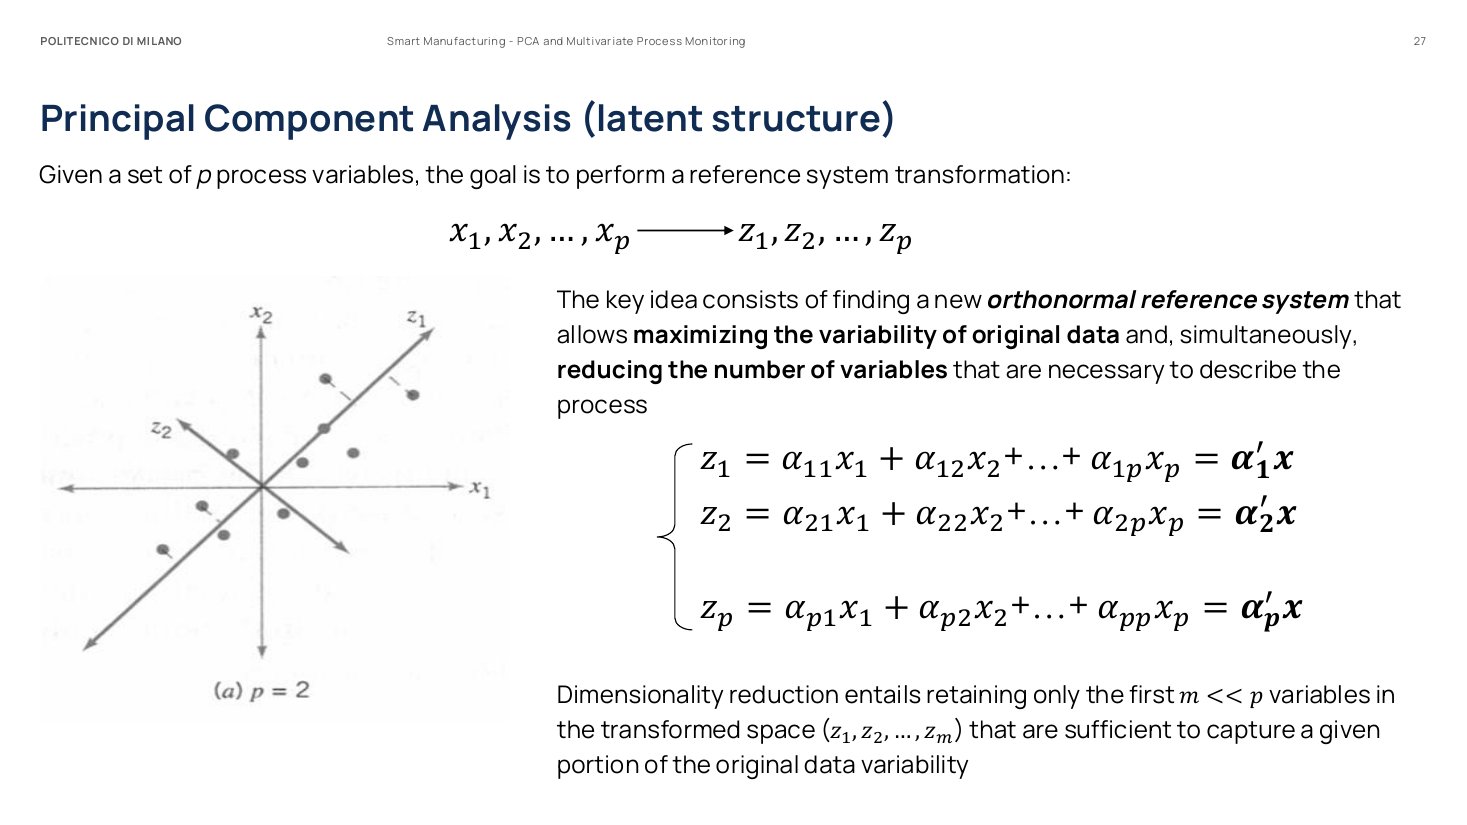 POLITECNICO DI MILANO
Smart Manufacturing - PCA and Multivariate Process Monitoring
27
Principal Component Analysis (latent structure)
Given a set of p process variables, the goal is to perform a reference system transformation:
x₁, x₂, … , xₚ ⟶ z₁, z₂, … , zₚ
x₂
z₁
z₂
x₁
(a) p = 2
The key idea consists of finding a new orthonormal reference system that
allows maximizing the variability of original data and, simultaneously,
reducing the number of variables that are necessary to describe the
process
z₁ = α₁₁x₁ + α₁₂x₂+…+ α₁ₚxₚ = α′₁x
z₂ = α₂₁x₁ + α₂₂x₂+…+ α₂ₚxₚ = α′₂x
zₚ = αₚ₁x₁ + αₚ₂x₂+…+ αₚₚxₚ = α′ₚx
Dimensionality reduction entails retaining only the first m << p variables in
the transformed space (z₁, z₂, … , zₘ) that are sufficient to capture a given
portion of the original data variability